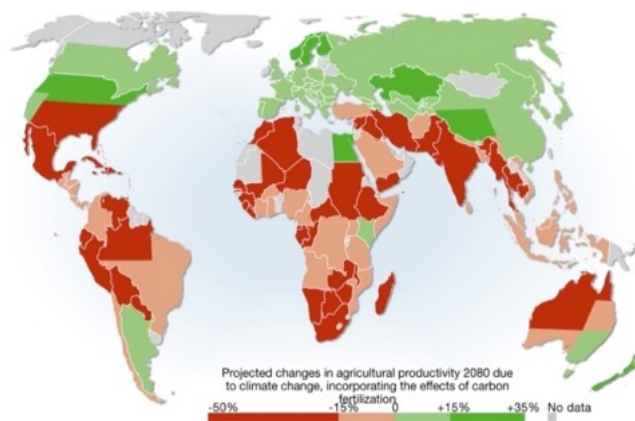 Projected changes in agricultural productivity 2080 due
to climate change, incorporating the effects of carbon
fertilization
-50% -15% 0 +15% +35% No data